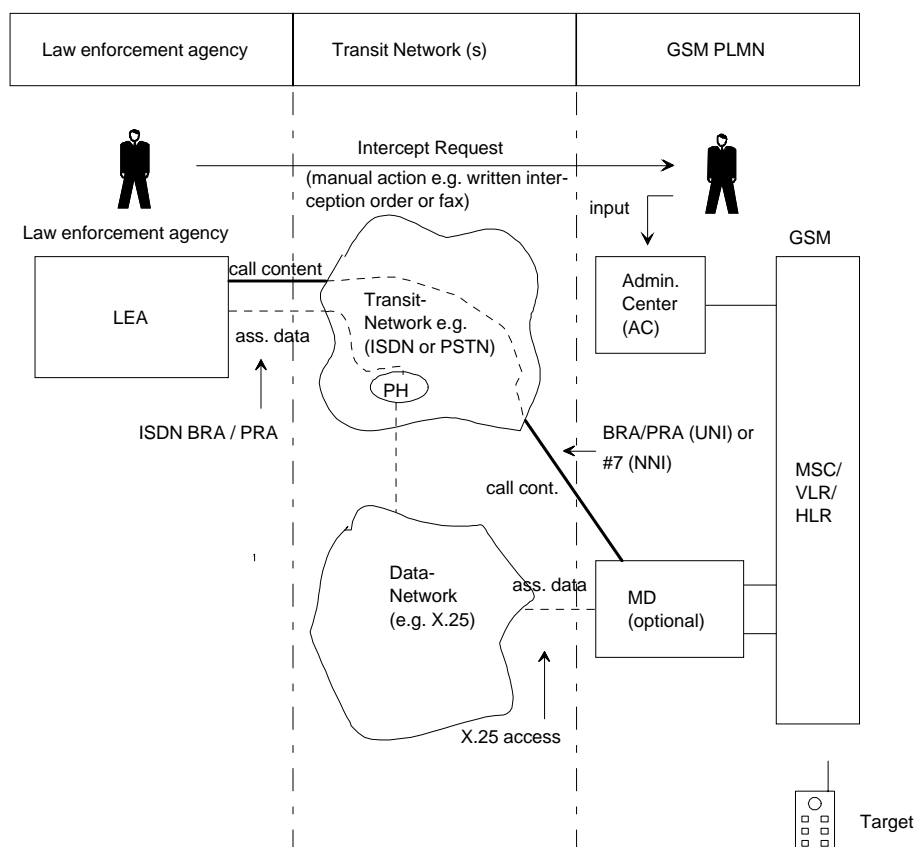 Law enforcement agency
Transit Network (s)
GSM PLMN
Intercept Request
(manual action e.g. written inter-
ception order or fax)
input
Law enforcement agency
GSM
call content
LEA
ass. data
Transit-
Network e.g.
(ISDN or PSTN)
PH
Admin.
Center
(AC)
ISDN BRA / PRA
BRA/PRA (UNI) or
#7 (NNI)
call cont.
MSC/
VLR/
HLR
1
Data-
Network
(e.g. X.25)
ass. data
MD
(optional)
X.25 access
Target